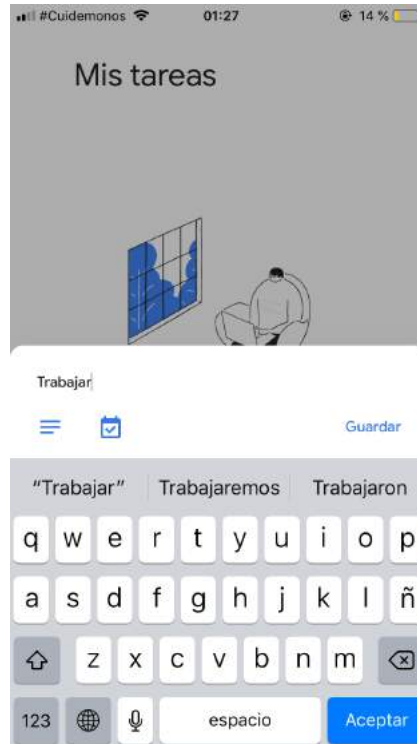 #Cuidemonos 01:27 14 %
Mis tareas
Trabajar
Guardar
“Trabajar” Trabajaremos Trabajaron
q w e r t y u i o p
a s d f g h j k l ñ
z x c v b n m
123 espacio Aceptar